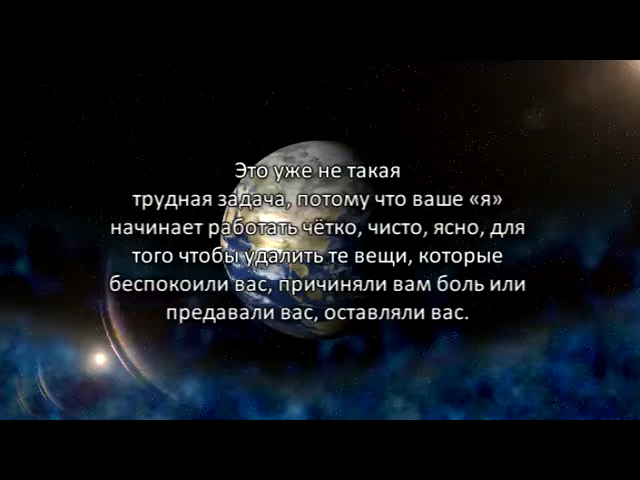 Это уже не такая
трудная задача, потому что ваше «я»
начинает работать чётко, чисто, ясно, для
того чтобы удалить те вещи, которые
беспокоили вас, причиняли вам боль или
предавали вас, оставляли вас.